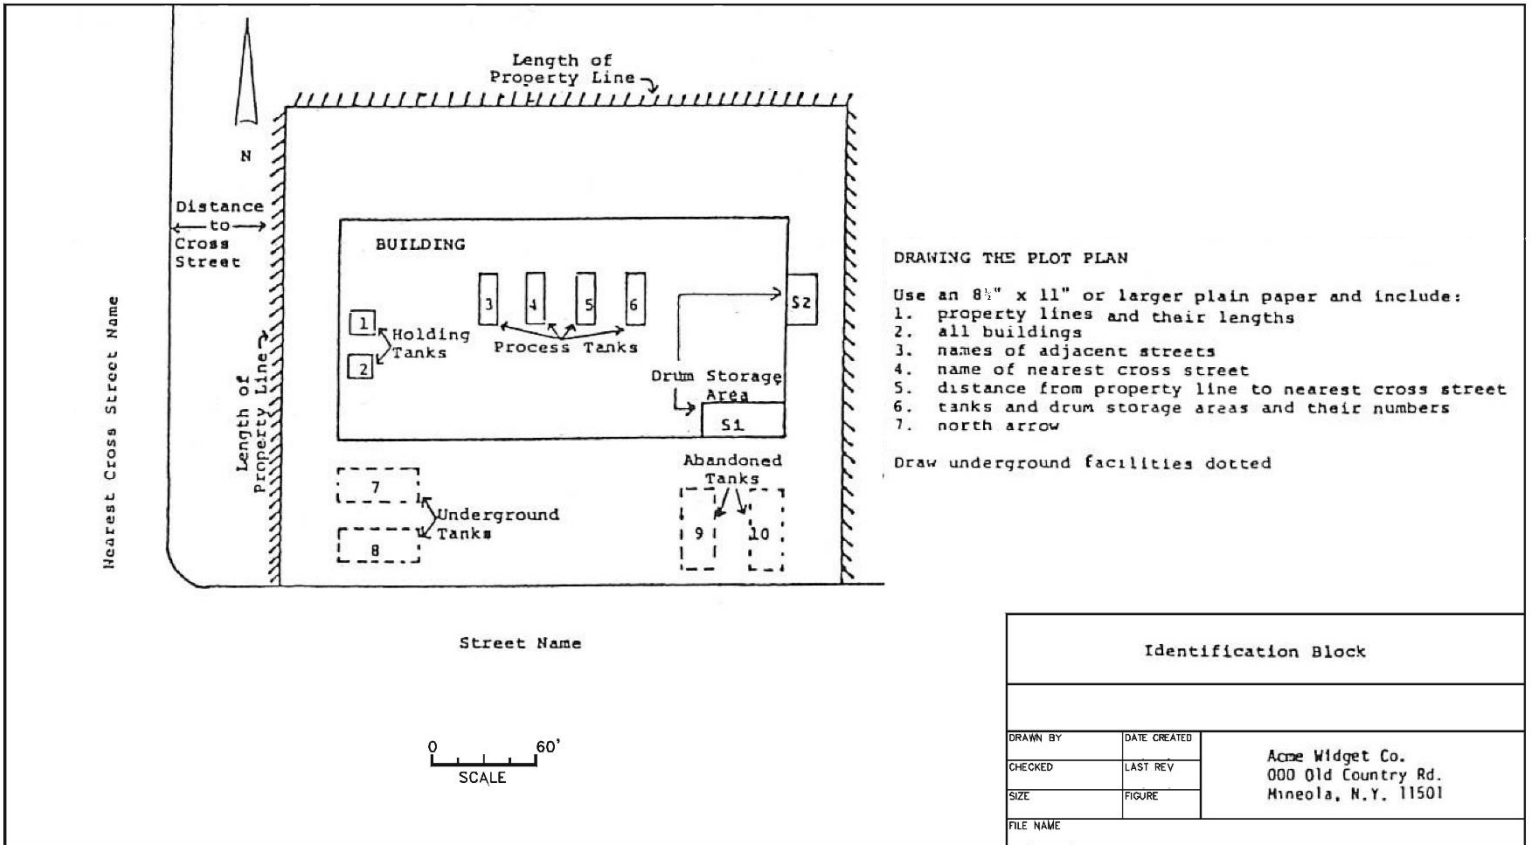 Length of
Property Line
N
Distance
to
Cross
Street
Nearest Cross Street Name
Length of
Property Line
BUILDING
1
2
Holding
Tanks
3
4
5
6
Process Tanks
S2
Drum Storage
Area
S1
7
8
Underground
Tanks
Abandoned
Tanks
9
10
Street Name
0
60'
SCALE
DRAWING THE PLOT PLAN
Use an 8½" x 11" or larger plain paper and include:
1. property lines and their lengths
2. all buildings
3. names of adjacent streets
4. name of nearest cross street
5. distance from property line to nearest cross street
6. tanks and drum storage areas and their numbers
7. north arrow
Draw underground facilities dotted
Identification Block
DRAWN BY
DATE CREATED
CHECKED
LAST REV
SIZE
FIGURE
FILE NAME
Acme Widget Co.
000 Old Country Rd.
Mineola, N.Y. 11501